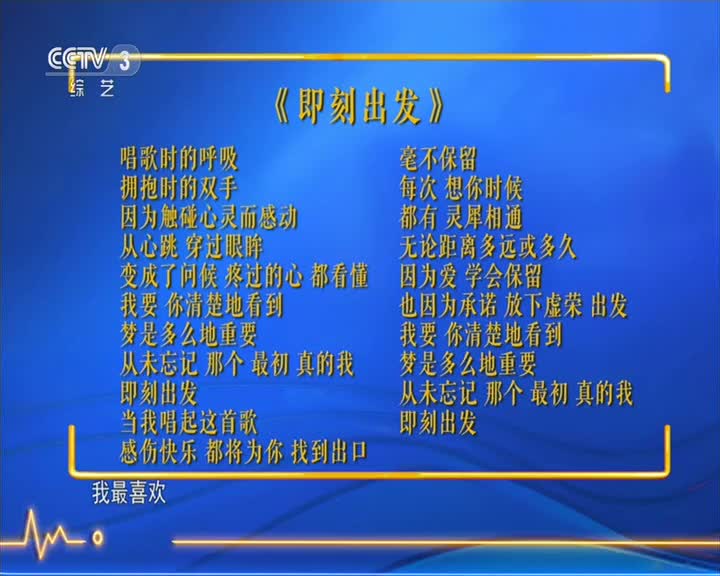 CCTV 3
综艺
《即刻出发》
唱歌时的呼吸
拥抱时的双手
因为触碰心灵而感动
从心跳 穿过眼眸
变成了问候 疼过的心 都看懂
我要 你清楚地看到
梦是多么地重要
从未忘记 那个 最初 真的我
即刻出发
当我唱起这首歌
感伤快乐 都将为你 找到出口
毫不保留
每次 想你时候
都有 灵犀相通
无论距离多远或多久
因为爱 学会保留
也因为承诺 放下虚荣 出发
我要 你清楚地看到
梦是多么地重要
从未忘记 那个 最初 真的我
即刻出发
我最喜欢